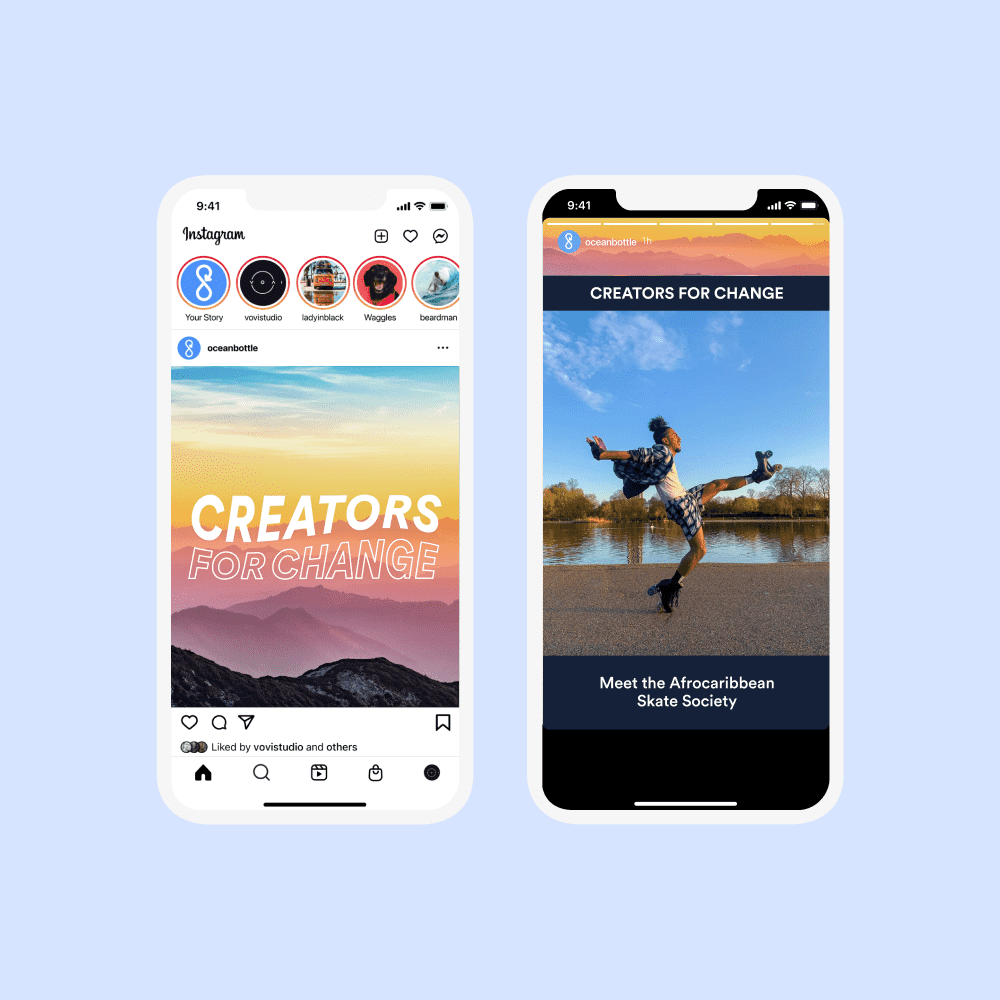 9:41
Instagram
Your Story
vovistudio
ladyinblack
Waggles
beardman
oceanbottle
CREATORS
FOR CHANGE
Liked by vovistudio and others
9:41
oceanbottle 1h
CREATORS FOR CHANGE
Meet the Afrocaribbean
Skate Society